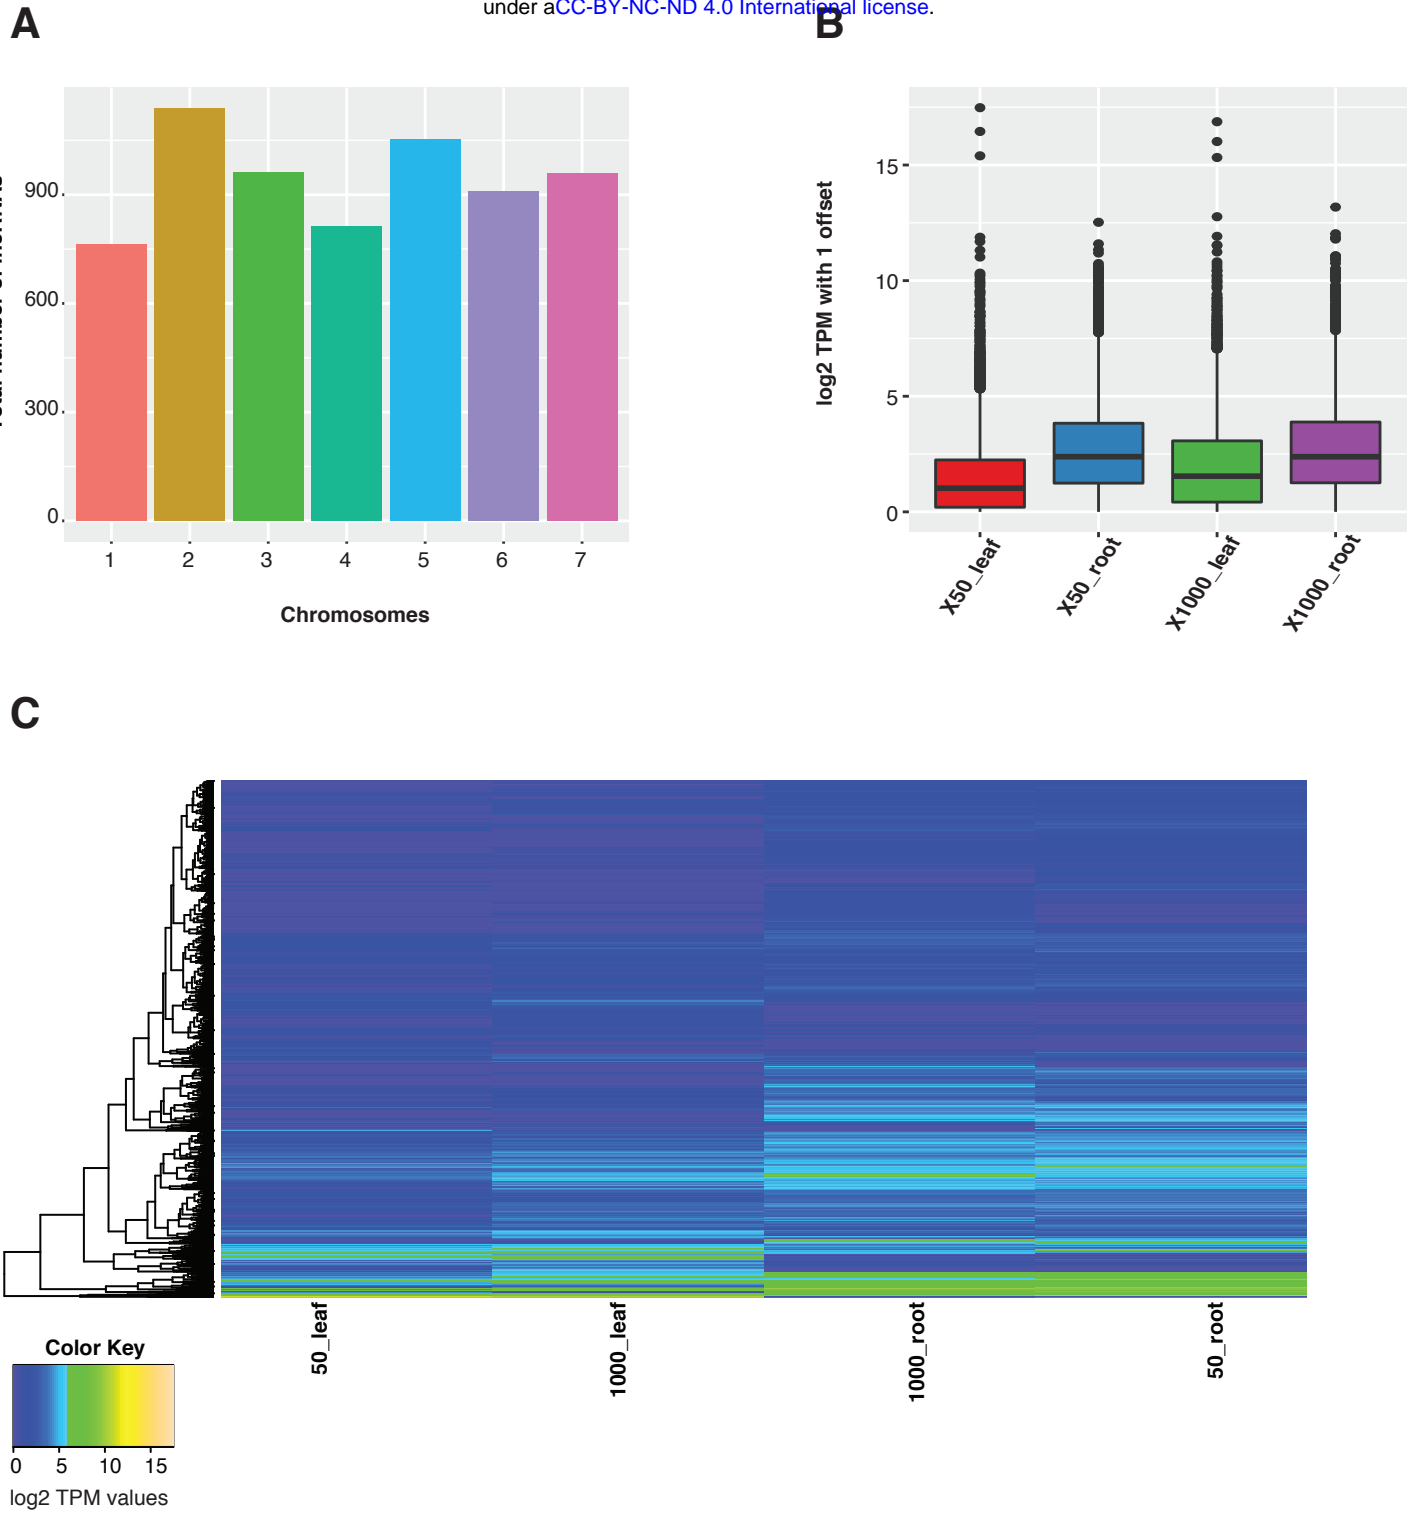 under aCC-BY-NC-ND 4.0 International license.
A
B
900
600
300
0
1 2 3 4 5 6 7
Chromosomes
log2 TPM with 1 offset
15
10
5
0
X50_leaf
X50_root
X1000_leaf
X1000_root
C
50_leaf
1000_leaf
1000_root
50_root
Color Key
0 5 10 15
log2 TPM values